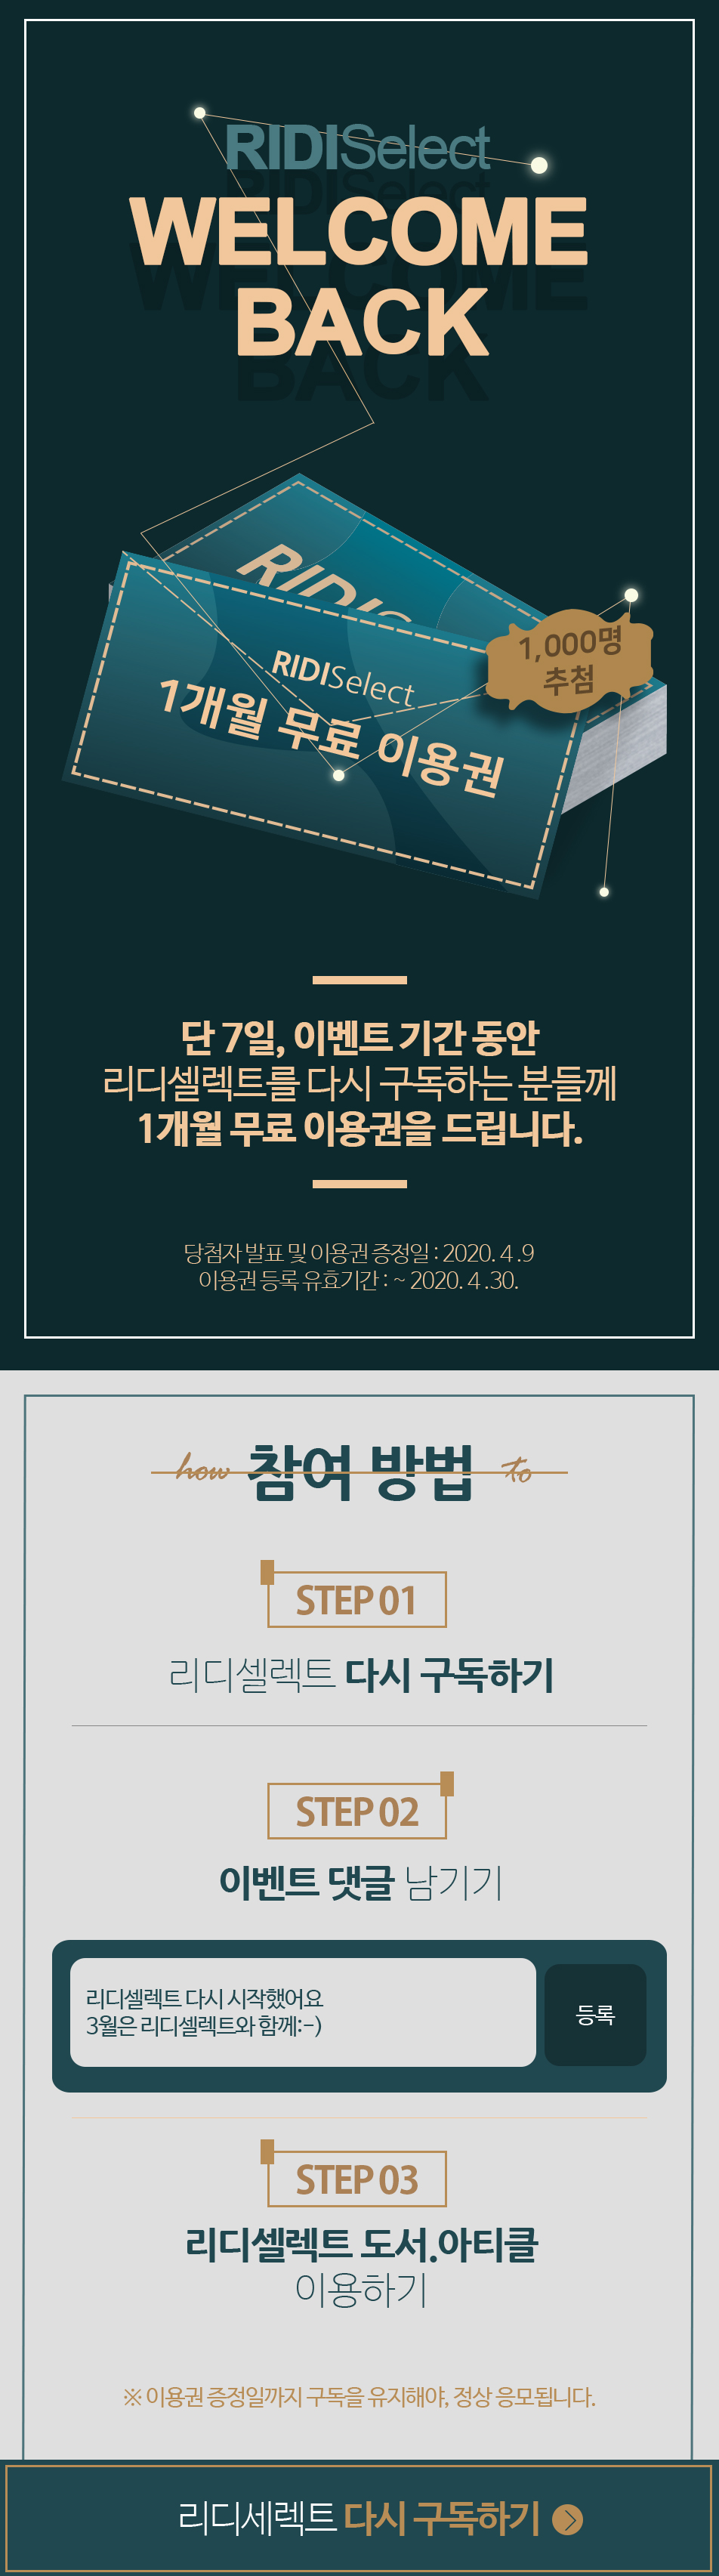 RIDISelect
WELCOME
BACK
RIDIS
1,000명
추첨
RIDISelect
1개월 무료 이용권
단 7일, 이벤트 기간 동안
리디셀렉트를 다시 구독하는 분들께
1개월 무료 이용권을 드립니다.
당첨자 발표 및 이용권 증정일 : 2020. 4 .9
이용권 등록 유효기간 : ~ 2020. 4 .30.
how 참여 방법 to
STEP 01
리디셀렉트 다시 구독하기
STEP 02
이벤트 댓글 남기기
리디셀렉트 다시 시작했어요
3월은 리디셀렉트와 함께:-)
등록
STEP 03
리디셀렉트 도서.아티클
이용하기
※ 이용권 증정일까지 구독을 유지해야, 정상 응모됩니다.
리디세렉트 다시 구독하기